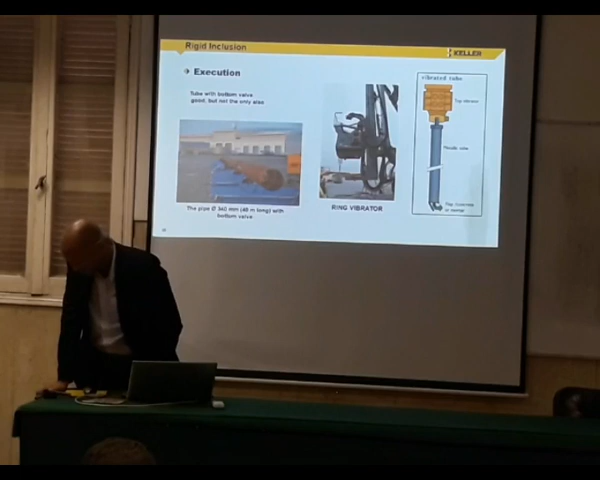 Rigid Inclusion
KELLER
Execution
Tube with bottom valve
good, but not the only also
The pipe Ø 340 mm (40 m long) with
bottom valve
RING VIBRATOR
vibrated tube
Top vibrator